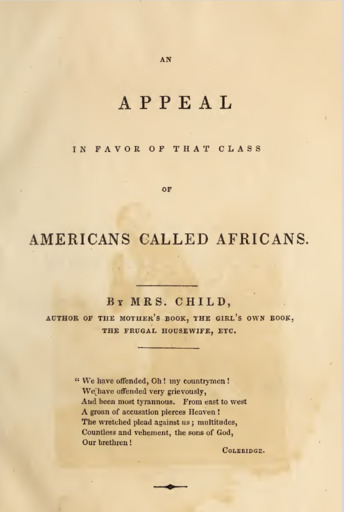 AN
APPEAL
IN FAVOR OF THAT CLASS
OF
AMERICANS CALLED AFRICANS.
BY MRS. CHILD,
AUTHOR OF THE MOTHER'S BOOK, THE GIRL'S OWN BOOK,
THE FRUGAL HOUSEWIFE, ETC.
"We have offended, Oh! my countrymen!
We have offended very grievously,
And been most tyrannous. From east to west
A groan of accusation pierces Heaven!
The wretched plead against us; multitudes,
Countless and vehement, the sons of God,
Our brethren!
COLERIDGE.